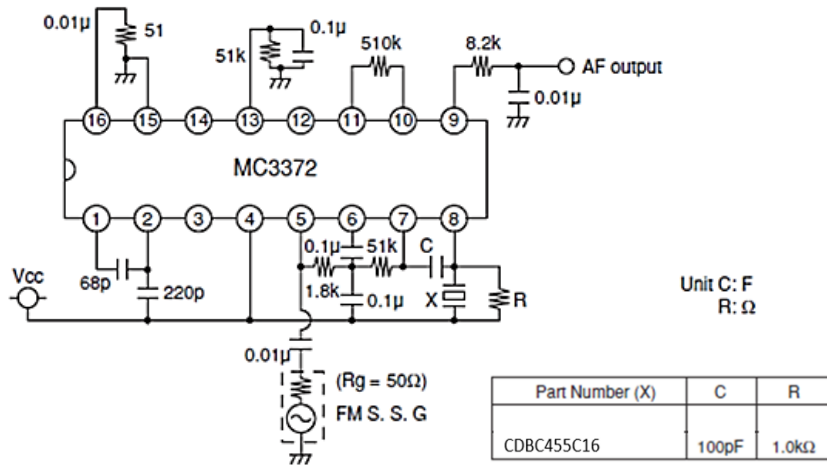 0.01µ
51
51k
0.1µ
510k
8.2k
AF output
0.01µ
16
15
14
13
12
11
10
9
MC3372
1
2
3
4
5
6
7
8
Vcc
68p
220p
0.1µ
51k
C
1.8k
0.1µ
X
R
Unit C: F
R: Ω
0.01µ
(Rg = 50Ω)
FM S. S. G
Part Number (X) C R
CDBC455C16 100pF 1.0kΩ